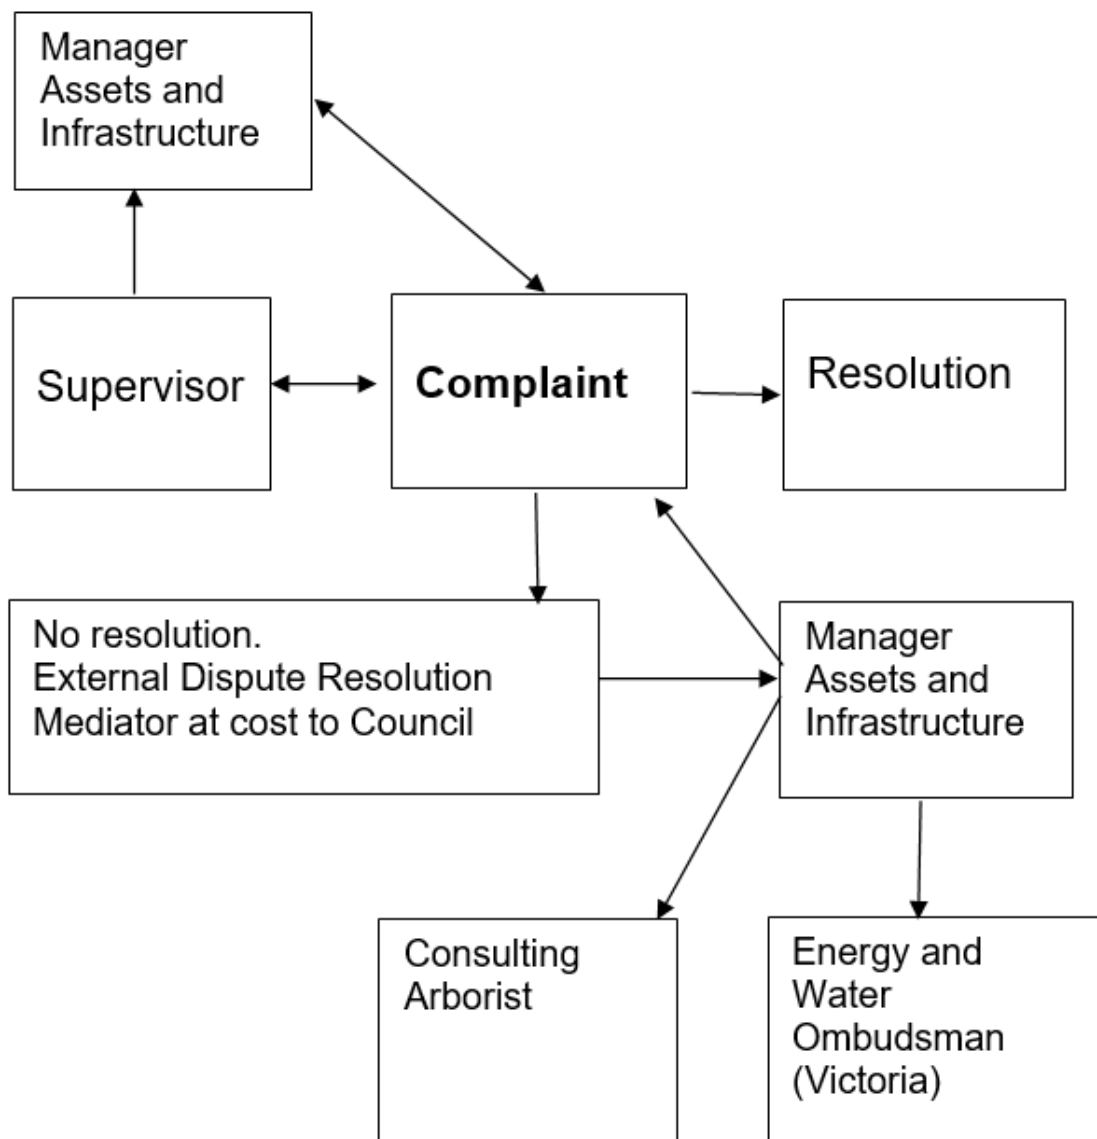 Manager
Assets and
Infrastructure
Supervisor
Complaint
Resolution
No resolution.
External Dispute Resolution
Mediator at cost to Council
Manager
Assets and
Infrastructure
Consulting
Arborist
Energy and
Water
Ombudsman
(Victoria)